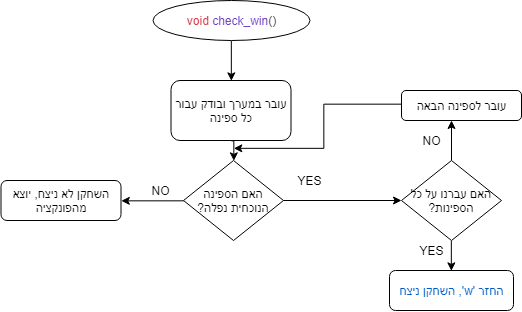 void check_win()
עובר במערך ובודק עבור
כל ספינה
עובר לספינה הבאה
NO
האם הספינה
הנוכחית נפלה?
YES
האם עברנו על כל
הספינות?
NO
השחקן לא ניצח, יוצא
מהפונקציה
YES
החזר 'w', השחקן ניצח